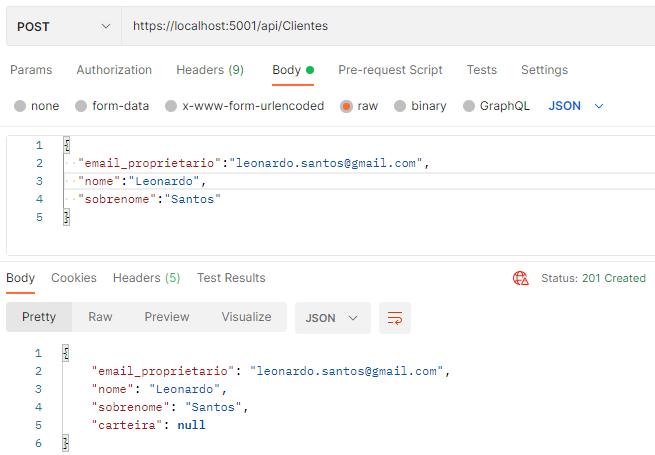 POST https://localhost:5001/api/Clientes
Params Authorization Headers (9) Body Pre-request Script Tests Settings
none form-data x-www-form-urlencoded raw binary GraphQL JSON
1 {
2 "email_proprietario":"leonardo.santos@gmail.com",
3 "nome":"Leonardo",
4 "sobrenome":"Santos"
5 }
Body Cookies Headers (5) Test Results Status: 201 Created
Pretty Raw Preview Visualize JSON
1 {
2 "email_proprietario": "leonardo.santos@gmail.com",
3 "nome": "Leonardo",
4 "sobrenome": "Santos",
5 "carteira": null
6 }